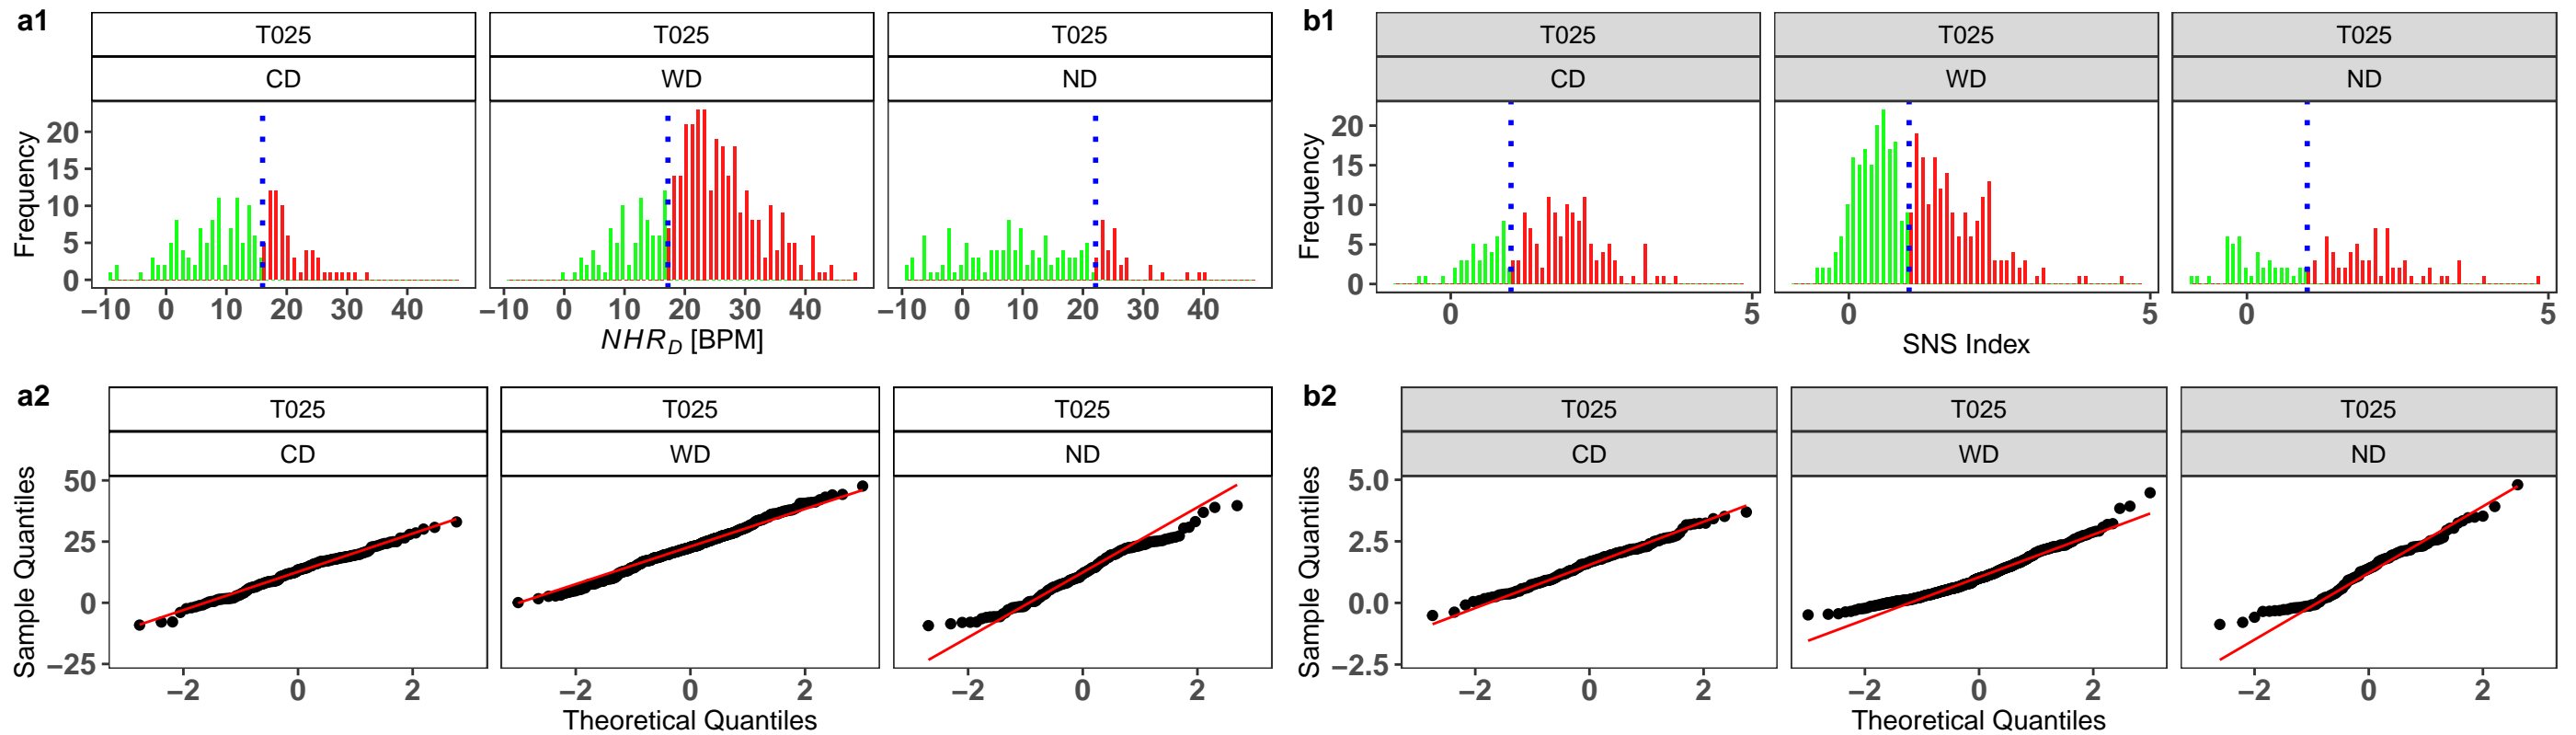 a1
T025 T025 T025
CD WD ND
Frequency
20
15
10
5
0
−10 0 10 20 30 40 −10 0 10 20 30 40 −10 0 10 20 30 40
NHR_D [BPM]
b1
T025 T025 T025
CD WD ND
Frequency
20
15
10
5
0
0 5 0 5 0 5
SNS Index
a2
T025 T025 T025
CD WD ND
Sample Quantiles
50
25
0
−25
−2 0 2 −2 0 2 −2 0 2
Theoretical Quantiles
b2
T025 T025 T025
CD WD ND
Sample Quantiles
5.0
2.5
0.0
−2.5
−2 0 2 −2 0 2 −2 0 2
Theoretical Quantiles